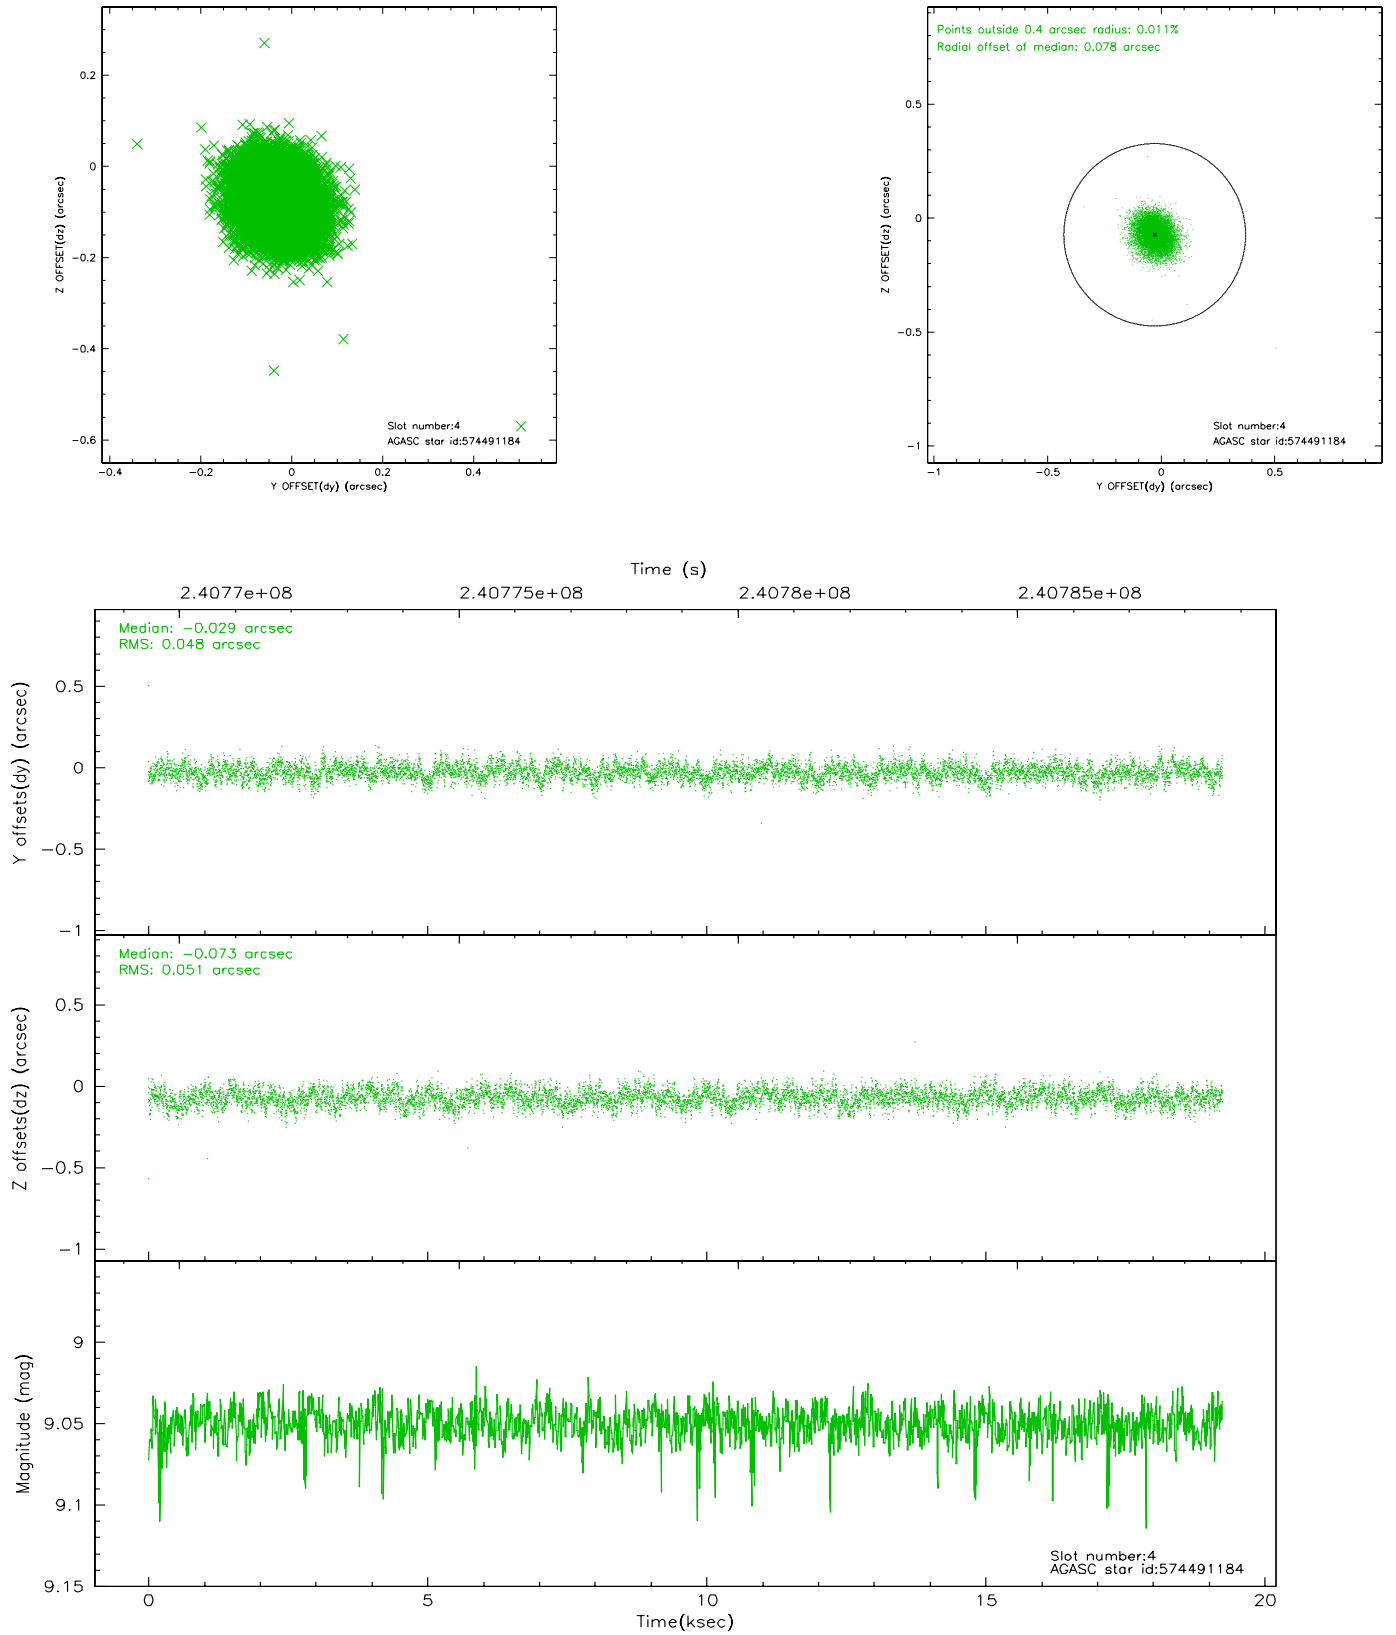 0.2
0
-0.2
-0.4
-0.6
Z OFFSET(dz) (arcsec)
Slot number:4
AGASC star id:574491184
-0.4
-0.2
0
0.2
0.4
Y OFFSET(dy) (arcsec)
Points outside 0.4 arcsec radius: 0.011%
Radial offset of median: 0.078 arcsec
0.5
0
-0.5
-1
Z OFFSET(dz) (arcsec)
Slot number:4
AGASC star id:574491184
-1
-0.5
0
0.5
Y OFFSET(dy) (arcsec)
Time (s)
2.4077e+08
2.40775e+08
2.4078e+08
2.40785e+08
Median: -0.029 arcsec
RMS: 0.048 arcsec
0.5
0
-0.5
-1
Y offsets(dy) (arcsec)
Median: -0.073 arcsec
RMS: 0.051 arcsec
0.5
0
-0.5
-1
Z offsets(dz) (arcsec)
9
9.05
9.1
9.15
Magnitude (mag)
Slot number:4
AGASC star id:574491184
0
5
10
15
20
Time(ksec)